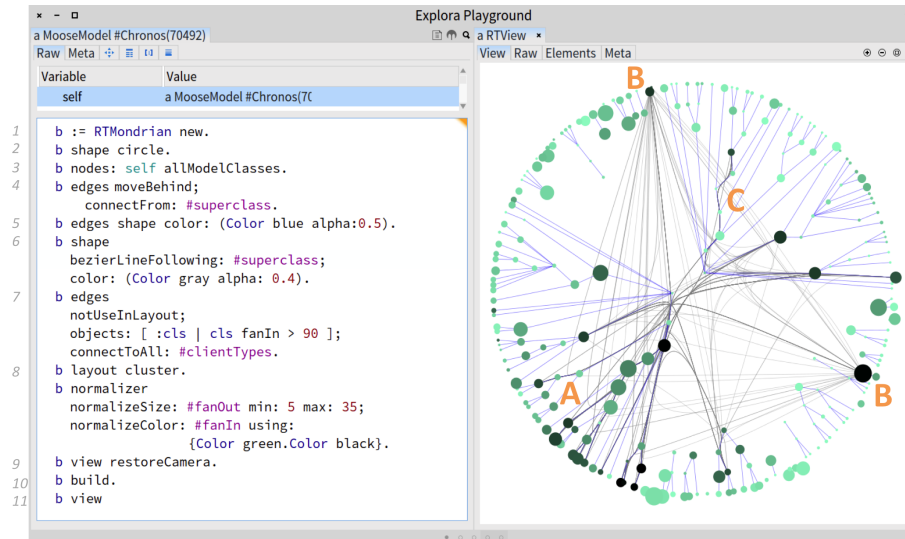 Explora Playground
a MooseModel #Chronos(70492)
a RTView ×
Raw Meta
View Raw Elements Meta
Variable Value
self a MooseModel #Chronos(7(
1 b := RTMondrian new.
2 b shape circle.
3 b nodes: self allModelClasses.
4 b edges moveBehind;
connectFrom: #superclass.
5 b edges shape color: (Color blue alpha:0.5).
6 b shape
bezierLineFollowing: #superclass;
color: (Color gray alpha: 0.4).
7 b edges
notUseInLayout;
objects: [ :cls | cls fanIn > 90 ];
connectToAll: #clientTypes.
8 b layout cluster.
b normalizer
normalizeSize: #fanOut min: 5 max: 35;
normalizeColor: #fanIn using:
{Color green.Color black}.
9 b view restoreCamera.
10 b build.
11 b view
B
C
A
B